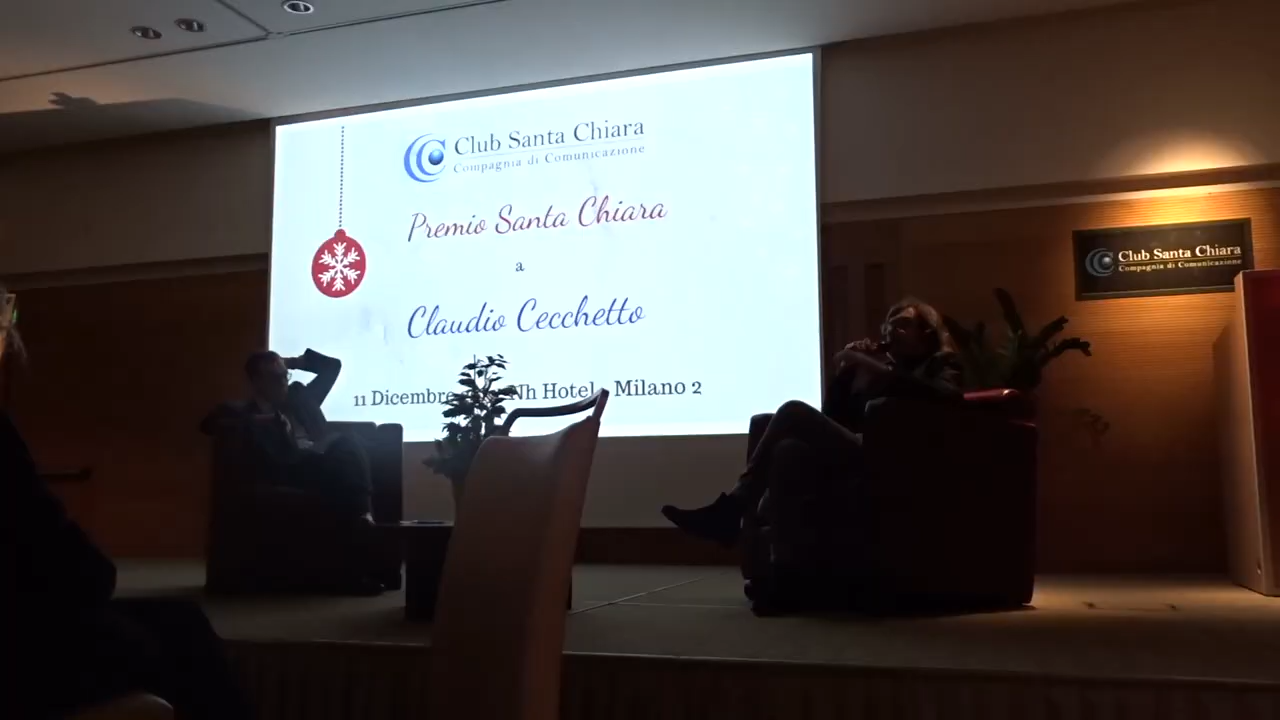 Club Santa Chiara
Compagnia di Comunicazione
Premio Santa Chiara
a
Claudio Cecchetto
11 Dicembre Nh Hotel - Milano 2
Club Santa Chiara
Compagnia di Comunicazione